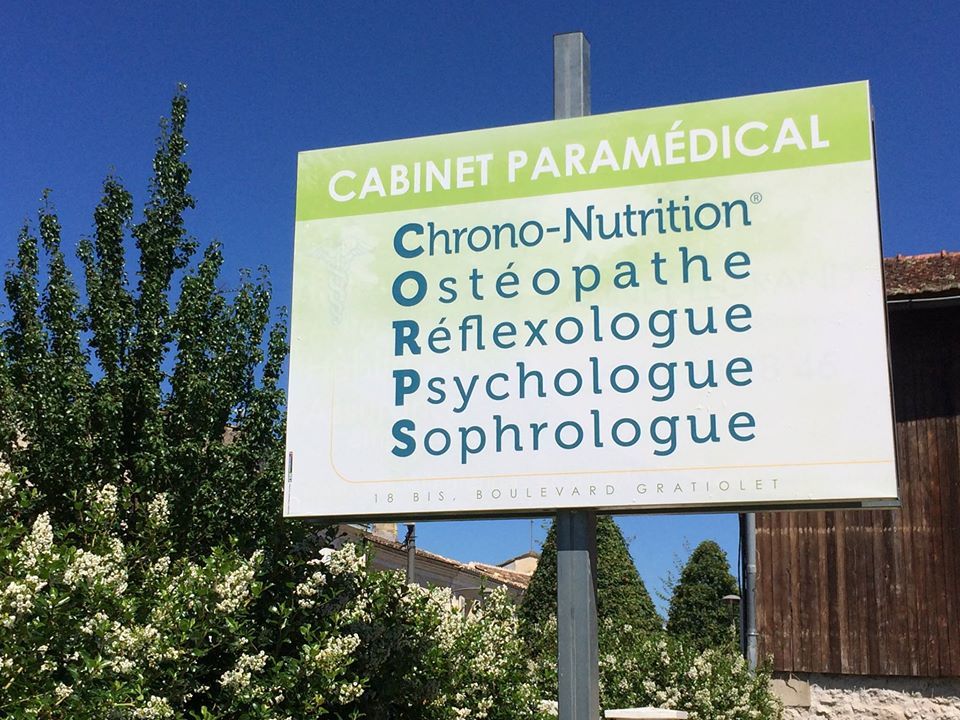 CABINET PARAMÉDICAL
Chrono-Nutrition®
Ostéopathe
Réflexologue
Psychologue
Sophrologue
18 BIS, BOULEVARD GRATIOLET